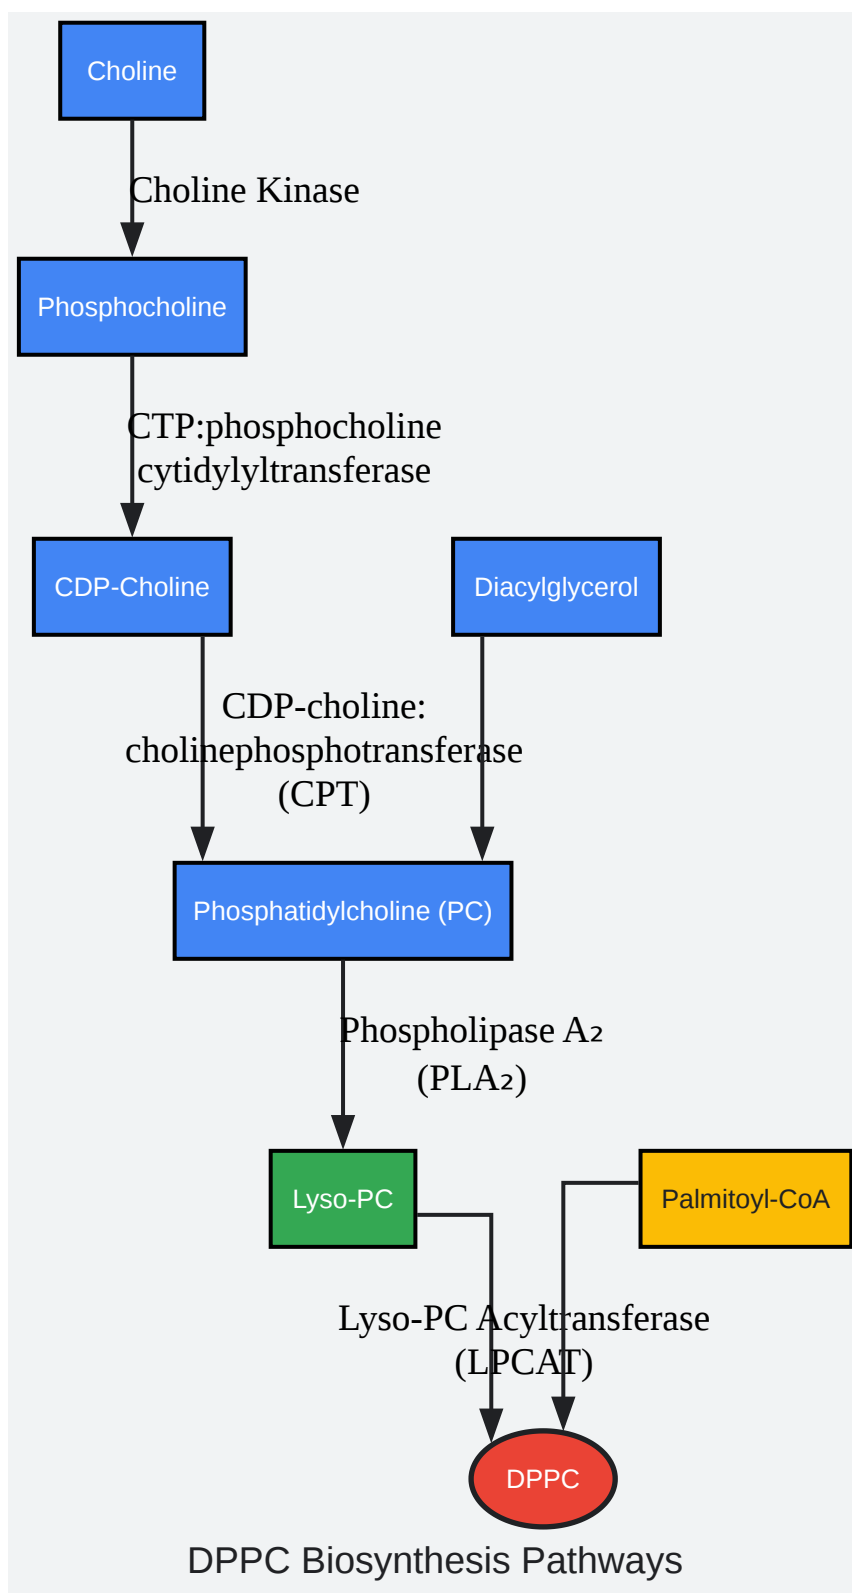 Choline
Choline Kinase
Phosphocholine
CTP:phosphocholine
cytidylyltransferase
CDP-Choline
Diacylglycerol
CDP-choline:
cholinephosphotransferase
(CPT)
Phosphatidylcholine (PC)
Phospholipase A₂
(PLA₂)
Lyso-PC
Palmitoyl-CoA
Lyso-PC Acyltransferase
(LPCAT)
DPPC
DPPC Biosynthesis Pathways